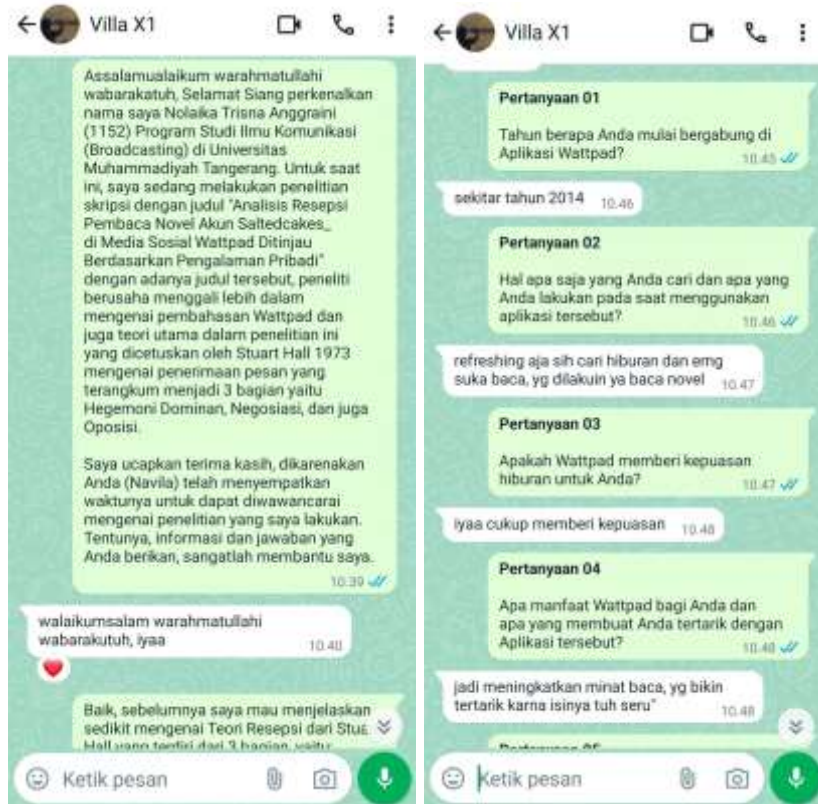 Villa X1
Assalamualaikum warahmatullahi
wabarakatuh, Selamat Siang perkenalkan
nama saya Nolaika Trisna Anggraini
(1152) Program Studi Ilmu Komunikasi
(Broadcasting) di Universitas
Muhammadiyah Tangerang. Untuk saat
ini, saya sedang melakukan penelitian
skripsi dengan judul "Analisis Resepsi
Pembaca Novel Akun Saltedcakes_
di Media Sosial Wattpad Ditinjau
Berdasarkan Pengalaman Pribadi"
dengan adanya judul tersebut, peneliti
berusaha menggali lebih dalam
mengenai pembahasan Wattpad dan
juga teori utama dalam penelitian ini
yang dicetuskan oleh Stuart Hall 1973
mengenai penerimaan pesan yang
terangkum menjadi 3 bagian yaitu
Hegemoni Dominan, Negosiasi, dan juga
Oposisi.
Saya ucapkan terima kasih, dikarenakan
Anda (Navila) telah menyempatkan
waktunya untuk dapat diwawancarai
mengenai penelitian yang saya lakukan.
Tentunya, informasi dan jawaban yang
Anda berikan, sangatlah membantu saya.
10.39
walaikumsalam warahmatullahi
wabarakutuh, iyaa
10.40
Baik, sebelumnya saya mau menjelaskan
sedikit mengenai Teori Resepsi dari Stua
Hall yang terdiri dari 3 bagian, yaitu
Ketik pesan
Villa X1
Pertanyaan 01
Tahun berapa Anda mulai bergabung di
Aplikasi Wattpad?
10.45
sekitar tahun 2014 10.46
Pertanyaan 02
Hal apa saja yang Anda cari dan apa yang
Anda lakukan pada saat menggunakan
aplikasi tersebut?
10.46
refreshing aja sih cari hiburan dan emg
suka baca, yg dilakuin ya baca novel 10.47
Pertanyaan 03
Apakah Wattpad memberi kepuasan
hiburan untuk Anda?
10.47
iyaa cukup memberi kepuasan 10.48
Pertanyaan 04
Apa manfaat Wattpad bagi Anda dan
apa yang membuat Anda tertarik dengan
Aplikasi tersebut?
10.48
jadi meningkatkan minat baca, yg bikin
tertarik karna isinya tuh seru"
10.48
Ketik pesan